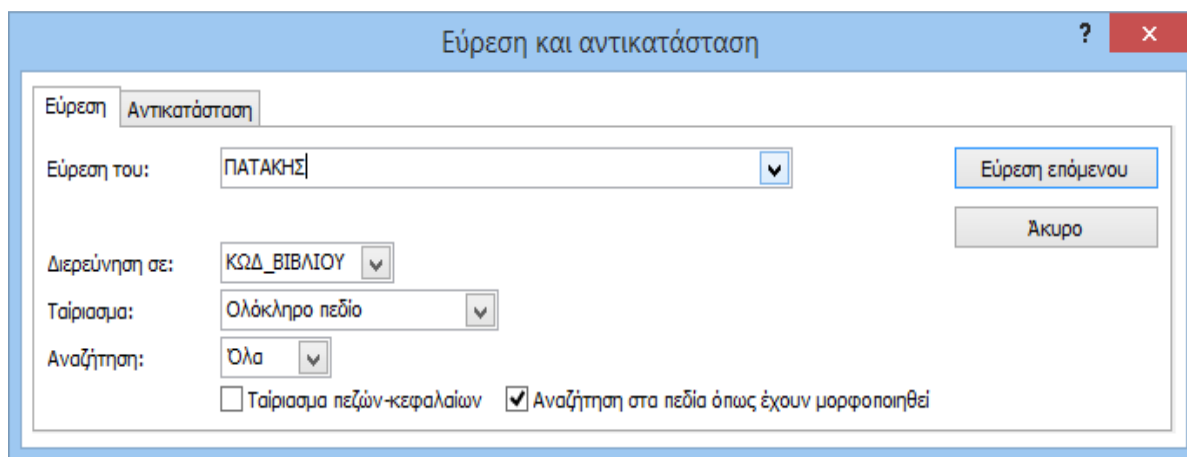 Εύρεση και αντικατάσταση ? x
Εύρεση Αντικατάσταση
Εύρεση του: ΠΑΤΑΚΗΣ Εύρεση επόμενου
Άκυρο
Διερεύνηση σε: ΚΩΔ_ΒΙΒΛΙΟΥ
Ταίριασμα: Ολόκληρο πεδίο
Αναζήτηση: Όλα
Ταίριασμα πεζών-κεφαλαίων Αναζήτηση στα πεδία όπως έχουν μορφοποιηθεί